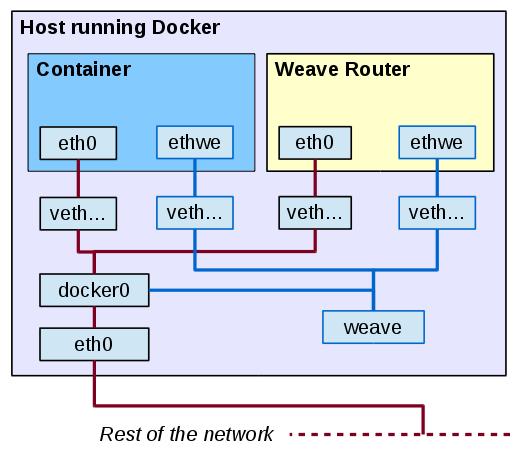 Host running Docker
Container
Weave Router
eth0
ethwe
eth0
ethwe
veth...
veth...
veth...
veth...
docker0
weave
eth0
Rest of the network